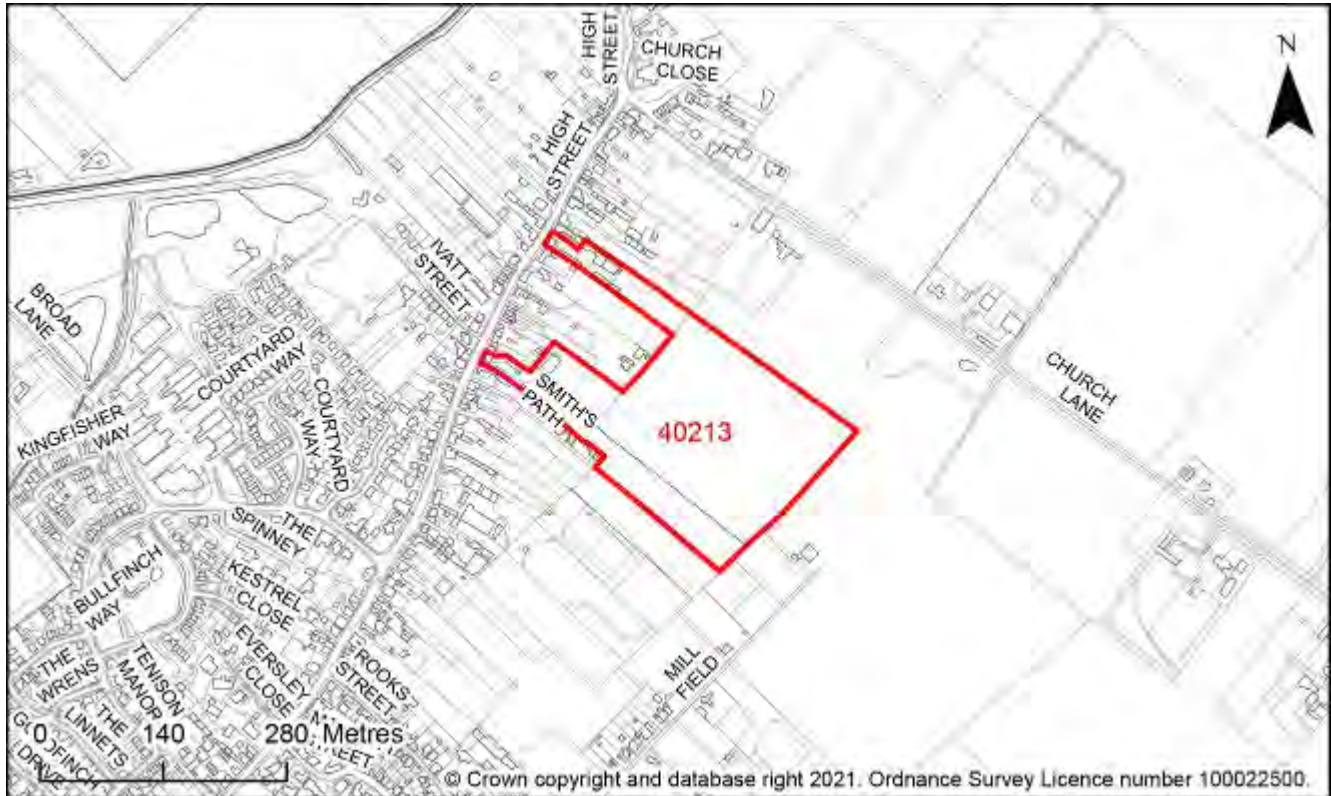 HIGH
STREET
CHURCH
CLOSE
N
HIGH
STREET
IVATT
STREET
BROAD
LANE
COURTYARD
WAY
COURTYARD
WAY
KINGFISHER
WAY
SMITH'S
PATH
40213
CHURCH
LANE
THE
SPINNEY
KESTREL
CLOSE
BULLFINCH
WAY
EVERSLEY
CLOSE
ROOKS
STREET
MILL
FIELD
THE
WRENS
TENISON
MANOR
THE
LINNETS
DRIVE
STREET
0 140 280 Metres
© Crown copyright and database right 2021. Ordnance Survey Licence number 100022500.